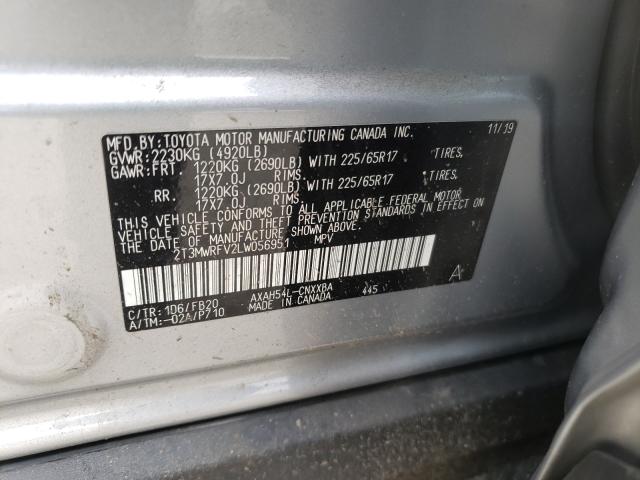 MFD.BY:TOYOTA MOTOR MANUFACTURING CANADA INC. 11/19
GVWR:2230KG (4920LB)
GAWR:FRT. 1220KG (2690LB) WITH 225/65R17 TIRES,
17X7.0J RIMS.
RR. 1220KG (2690LB) WITH 225/65R17 TIRES,
17X7.0J RIMS.
THIS VEHICLE CONFORMS TO ALL APPLICABLE FEDERAL MOTOR
VEHICLE SAFETY AND THEFT PREVENTION STANDARDS IN EFFECT ON
THE DATE OF MANUFACTURE SHOWN ABOVE.
2T3MWRFV2LW056951 MPV
A
C/TR:1D6/FB20 AXAH54L-CNXXBA 445
A/TM:-02A/P710 MADE IN CANADA